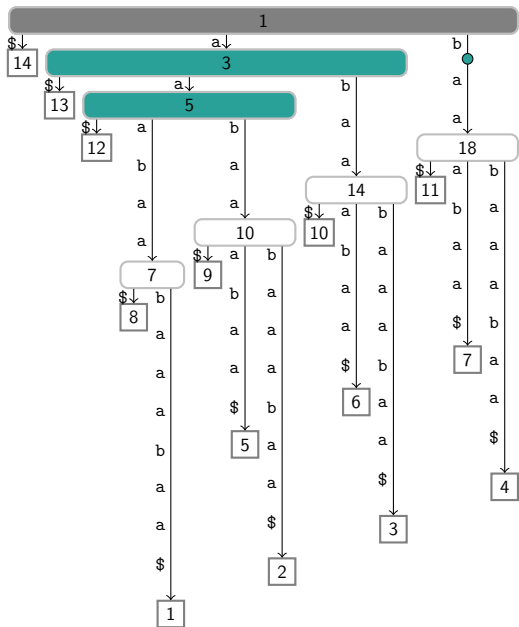 1
$ a b
14 3
$ a b a
13 5
$ a b a a
12 18
b a a $ a b
14 11
a a $ a b b a
10 10
a $ a b b a a a
7 9
$ b b a a a a a
8
a a a a a $ b
7
a a a $ b a
6
a $ b a a
5
b a a $
4
a a $
3
a $
2
$
1